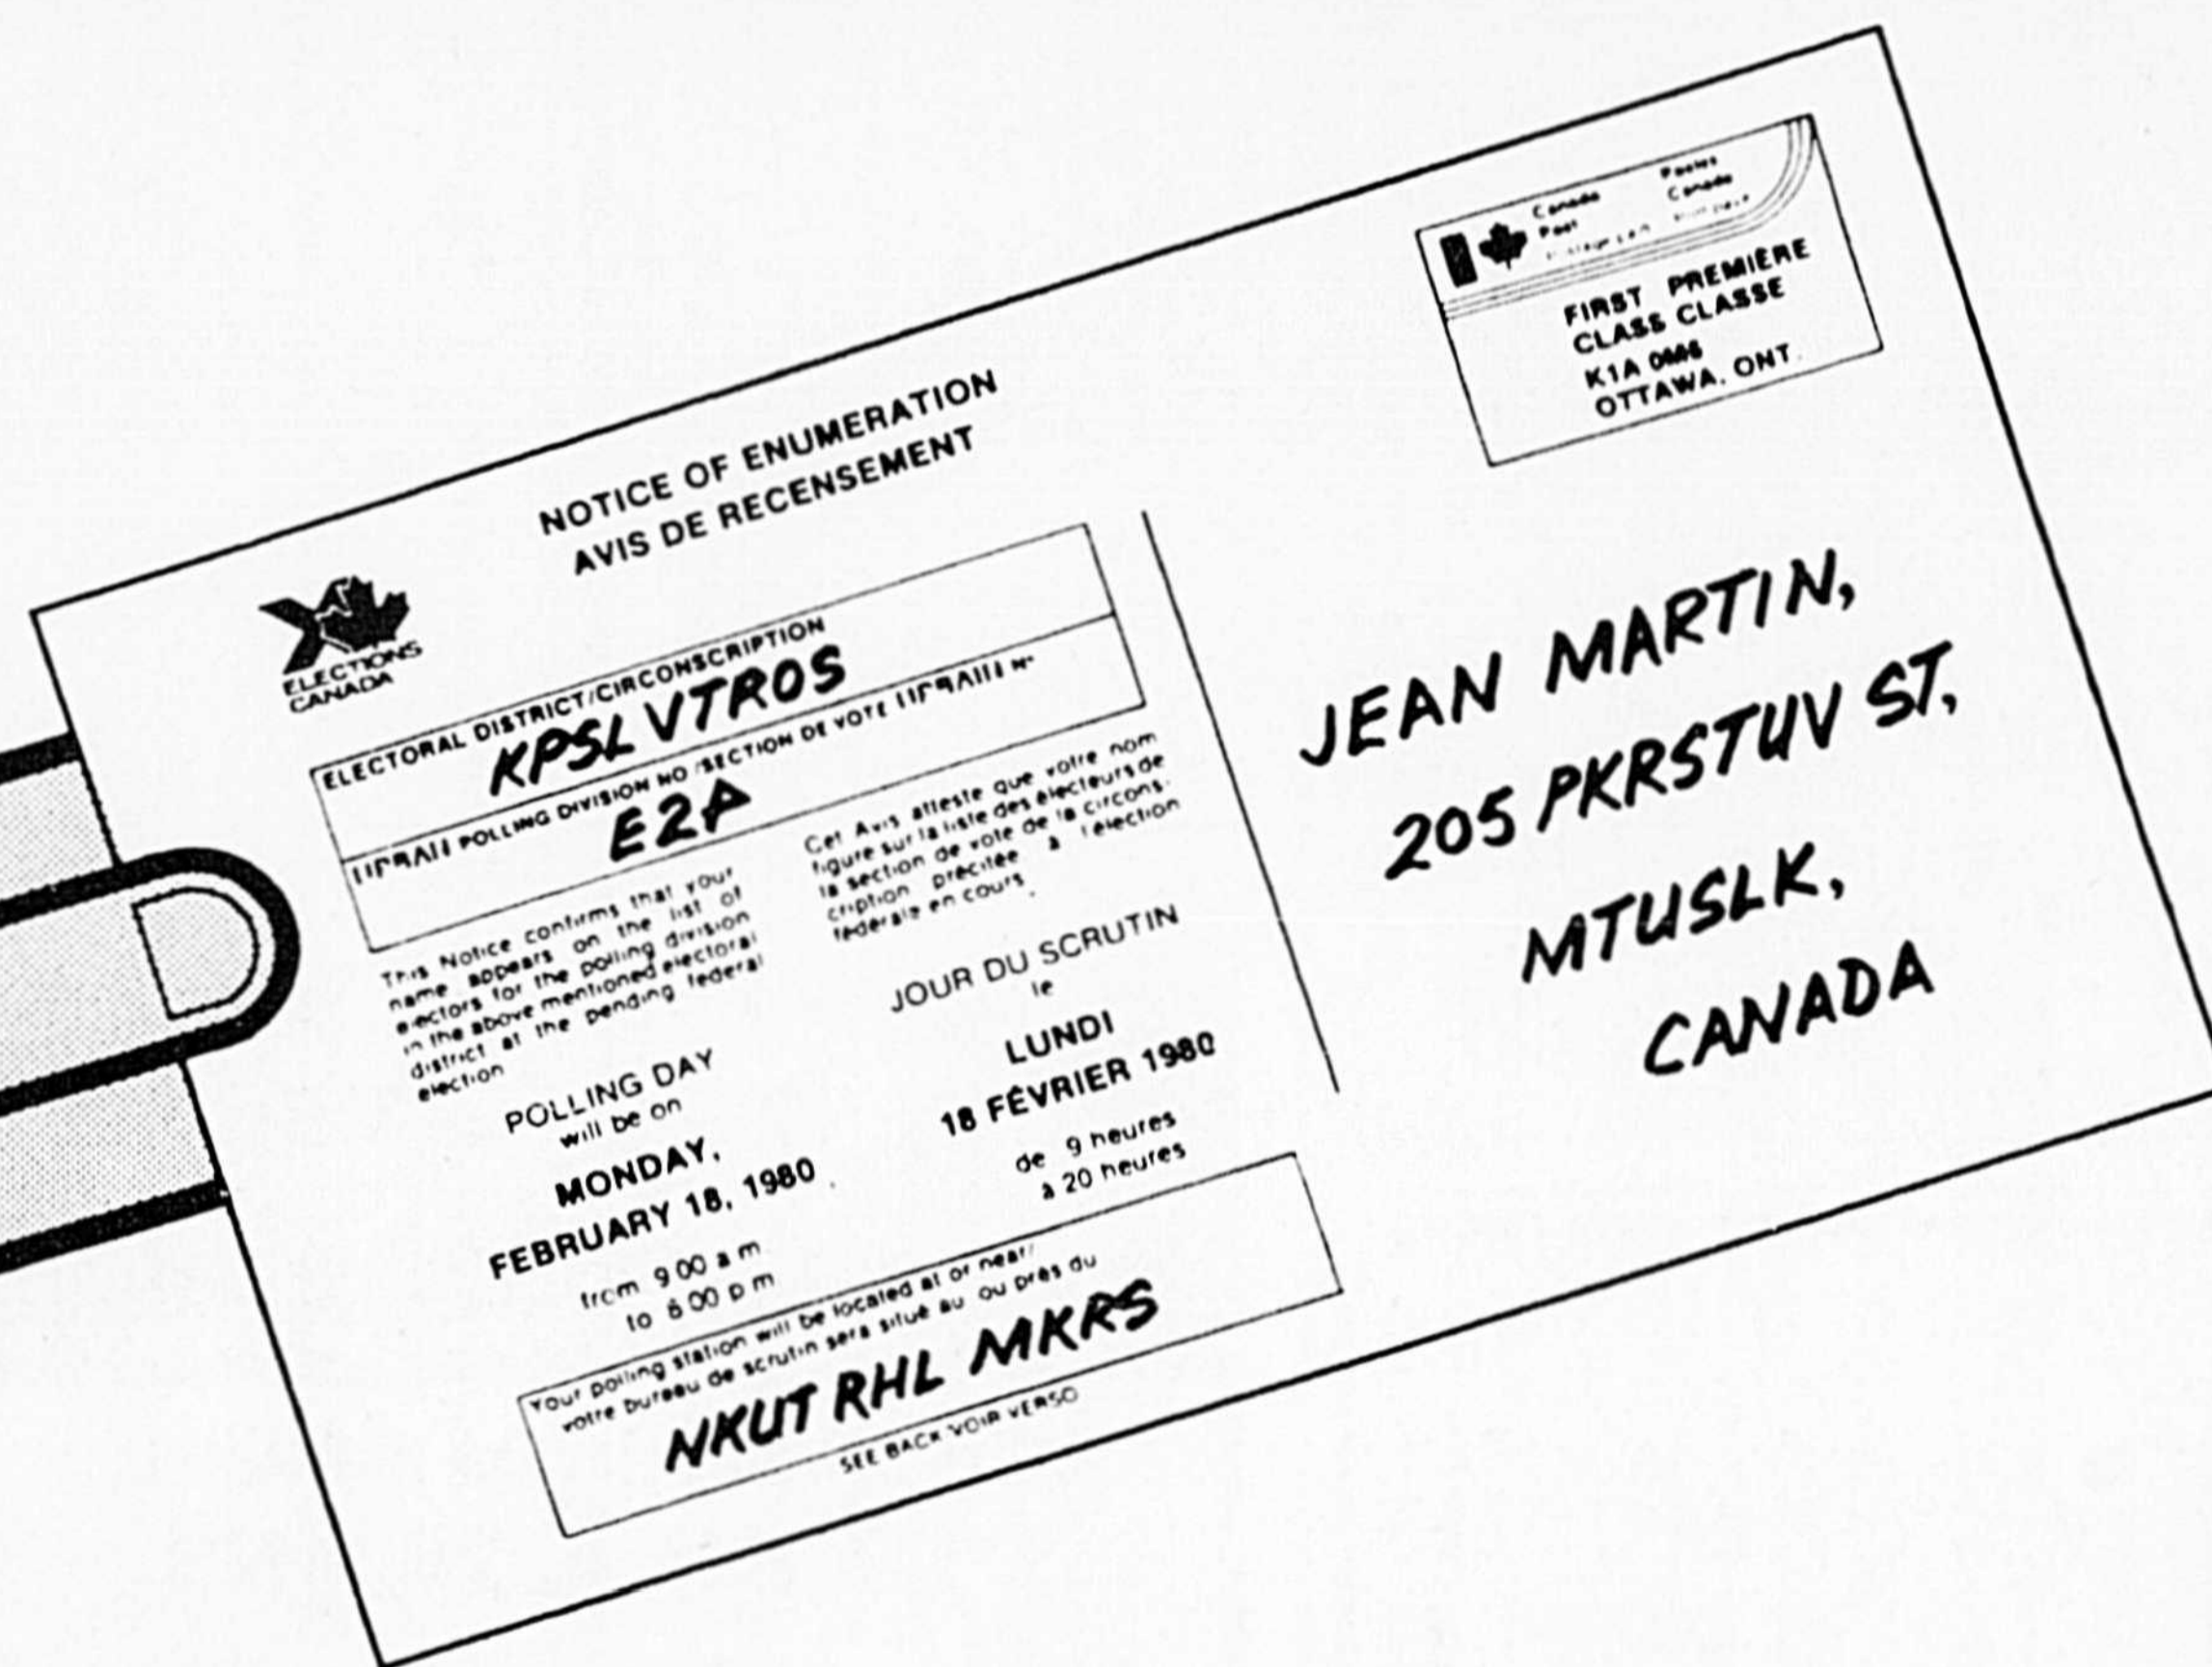 NOTICE OF ENUMERATION
AVIS DE RECENSEMENT
ELECTIONS
CANADA
ELECTORAL DISTRICT/CIRCONSCRIPTION
KPSLVTROS
POLLING DIVISION NO /SECTION DE VOTE Nº
E2A
This Notice confirms that your
name appears on the list of
electors for the polling division
in the above mentioned electoral
district at the pending federal
election
POLLING DAY
will be on
MONDAY,
FEBRUARY 18, 1980
from 9 00 a m
to 8 00 p m
Cet Avis atteste que votre nom
figure sur la liste des électeurs de
la section de vote de la circons-
cription précitée à l'élection
fédérale en cours.
JOUR DU SCRUTIN
le
LUNDI
18 FÉVRIER 1980
de 9 heures
à 20 heures
Your polling station will be located at or near/
votre bureau de scrutin sera situé au ou près du
NKUT RHL MKRS
SEE BACK VOIR VERSO
Canada
Post
Postes
Canada
FIRST PREMIÈRE
CLASS CLASSE
K1A
OTTAWA, ONT.
JEAN MARTIN,
205 PKRSTUV ST,
MTUSLK,
CANADA